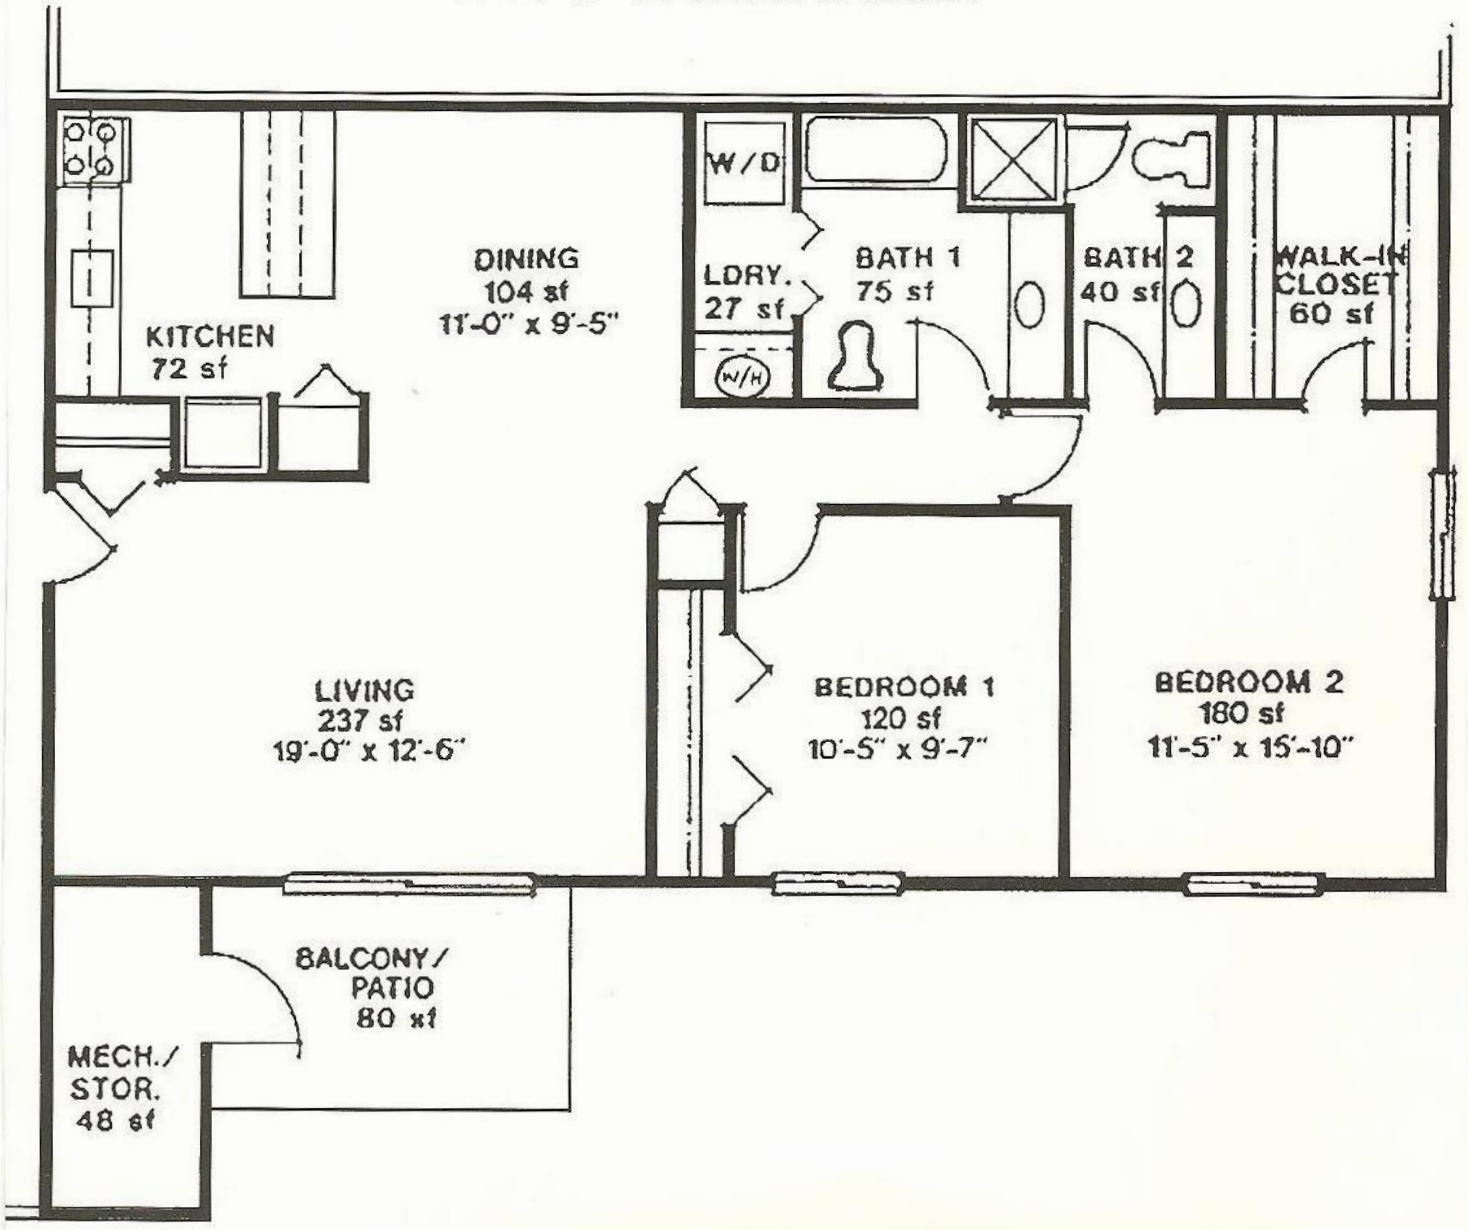 W/D
DINING
104 sf
11'-0" x 9'-5"
KITCHEN
72 sf
LDRY.
27 sf
W/H
BATH 1
75 sf
BATH 2
40 sf
WALK-IN
CLOSET
60 sf
LIVING
237 sf
19'-0" x 12'-6"
BEDROOM 1
120 sf
10'-5" x 9'-7"
BEDROOM 2
180 sf
11'-5" x 15'-10"
BALCONY/
PATIO
80 sf
MECH./
STOR.
48 sf